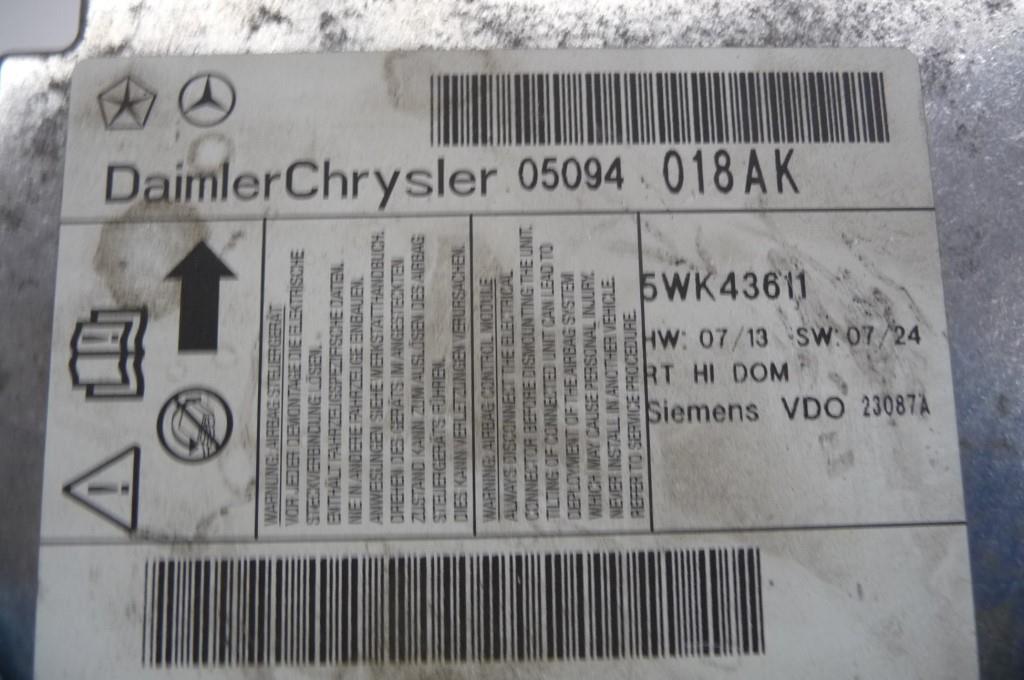 DaimlerChrysler 05094 018AK
WARNUNG: AIRBAG STEUERGERÄT
VOR JEDER DEMONTAGE DIE ELEKTRISCHE
STECKVERBINDUNG LÖSEN.
ENTHÄLT FAHRZEUGSPEZIFISCHE DATEN.
NIE IN ANDERE FAHRZEUGE EINBAUEN.
ANWEISUNGEN SIEHE WERKSTATTHANDBUCH.
DREHEN DES GERÄTS IM ANGESTECKTEN
ZUSTAND KANN ZUM AUSLÖSEN DES AIRBAG
STEUERGERÄTS FÜHREN.
DIES KANN VERLETZUNGEN VERURSACHEN.
WARNING: AIRBAG CONTROL MODULE
ALWAYS DISCONNECT THE ELECTRICAL
CONNECTOR BEFORE DISMOUNTING THE UNIT.
TILTING OF CONNECTED UNIT CAN LEAD TO
DEPLOYMENT OF THE AIRBAG SYSTEM
WHICH MAY CAUSE PERSONAL INJURY.
NEVER INSTALL IN ANOTHER VEHICLE.
REFER TO SERVICE PROCEDURE.
5WK43611
HW: 07/13 SW: 07/24
RT HI DOM
Siemens VDO 23087A